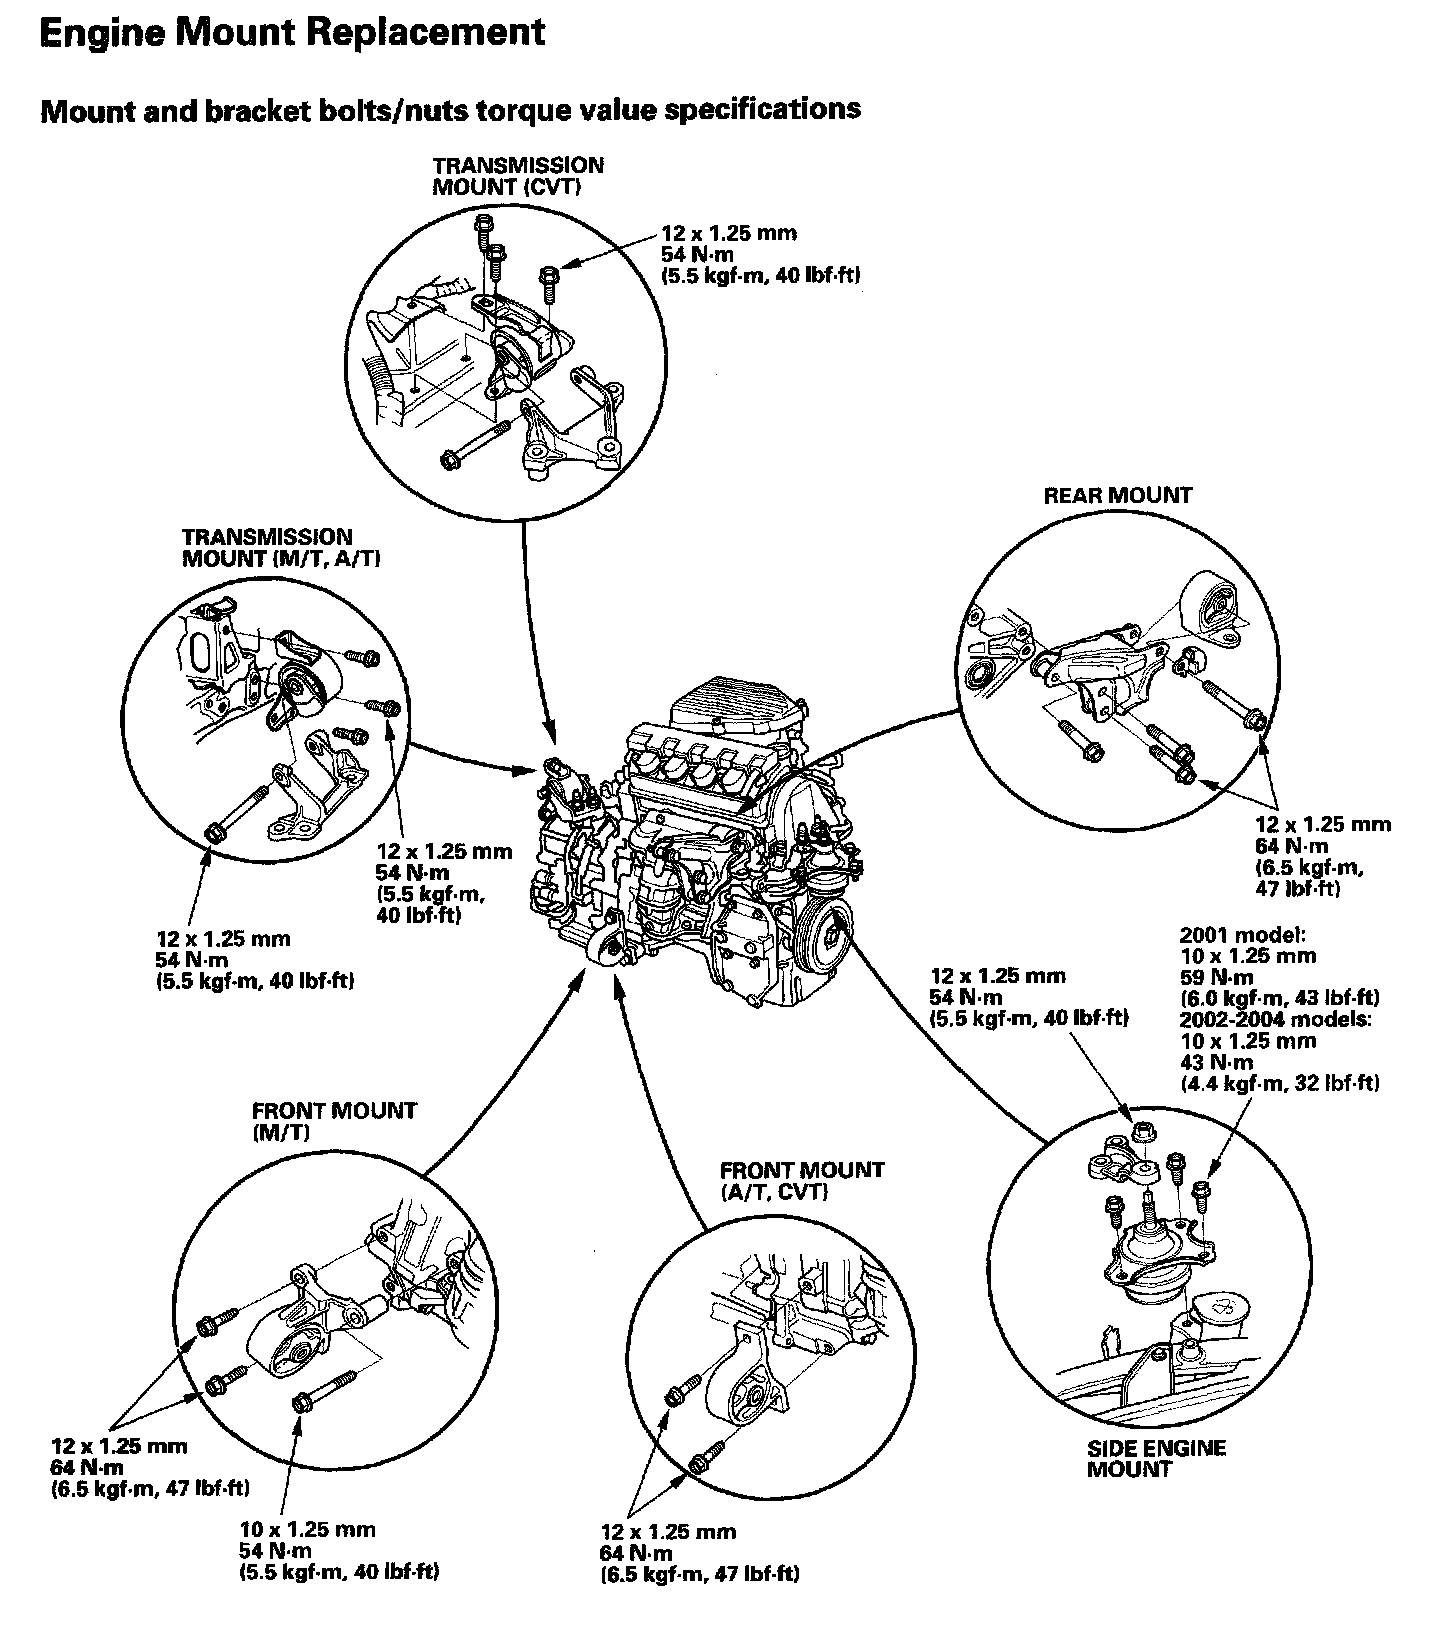 Engine Mount Replacement
Mount and bracket bolts/nuts torque value specifications
TRANSMISSION
MOUNT (CVT)
12 x 1.25 mm
54 N·m
(5.5 kgf·m, 40 lbf·ft)
REAR MOUNT
TRANSMISSION
MOUNT (M/T, A/T)
12 x 1.25 mm
64 N·m
(6.5 kgf·m,
47 lbf·ft)
12 x 1.25 mm
54 N·m
(5.5 kgf·m,
40 lbf·ft)
12 x 1.25 mm
54 N·m
(5.5 kgf·m, 40 lbf·ft)
2001 model:
10 x 1.25 mm
59 N·m
(6.0 kgf·m, 43 lbf·ft)
2002-2004 models:
10 x 1.25 mm
43 N·m
(4.4 kgf·m, 32 lbf·ft)
12 x 1.25 mm
54 N·m
(5.5 kgf·m, 40 lbf·ft)
FRONT MOUNT
(M/T)
FRONT MOUNT
(A/T, CVT)
12 x 1.25 mm
64 N·m
(6.5 kgf·m, 47 lbf·ft)
SIDE ENGINE
MOUNT
10 x 1.25 mm
54 N·m
(5.5 kgf·m, 40 lbf·ft)
12 x 1.25 mm
64 N·m
(6.5 kgf·m, 47 lbf·ft)